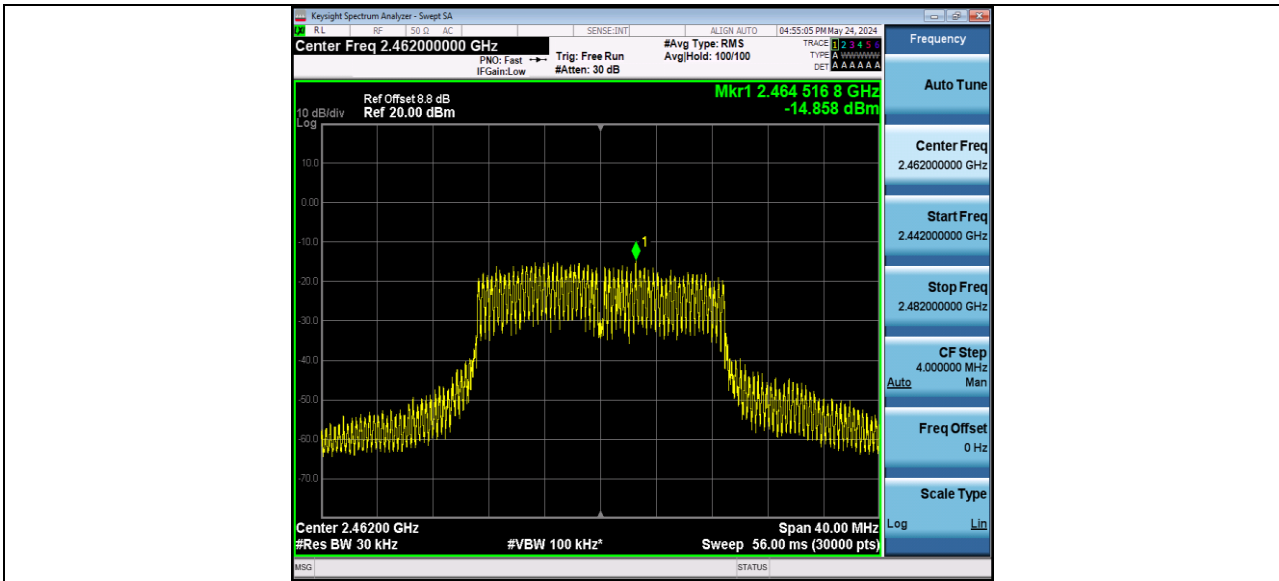 Keysight Spectrum Analyzer - Swept SA
RL RF 50 Ω AC SENSE:INT ALIGN AUTO 04:55:05 PM May 24, 2024
Center Freq 2.462000000 GHz
PNO: Fast
IFGain:Low
Trig: Free Run
#Atten: 30 dB
#Avg Type: RMS
Avg|Hold: 100/100
TRACE 1 2 3 4 5 6
TYPE A WWWWW
DET A A A A A A
Frequency
Auto Tune
Mkr1 2.464 516 8 GHz
-14.858 dBm
Ref Offset 8.8 dB
10 dB/div Ref 20.00 dBm
Log
10.0
0.00
-10.0
-20.0
-30.0
-40.0
-50.0
-60.0
-70.0
1
Center Freq
2.462000000 GHz
Start Freq
2.442000000 GHz
Stop Freq
2.482000000 GHz
CF Step
4.000000 MHz
Auto Man
Freq Offset
0 Hz
Scale Type
Log Lin
Center 2.46200 GHz Span 40.00 MHz
#Res BW 30 kHz #VBW 100 kHz* Sweep 56.00 ms (30000 pts)
MSG STATUS